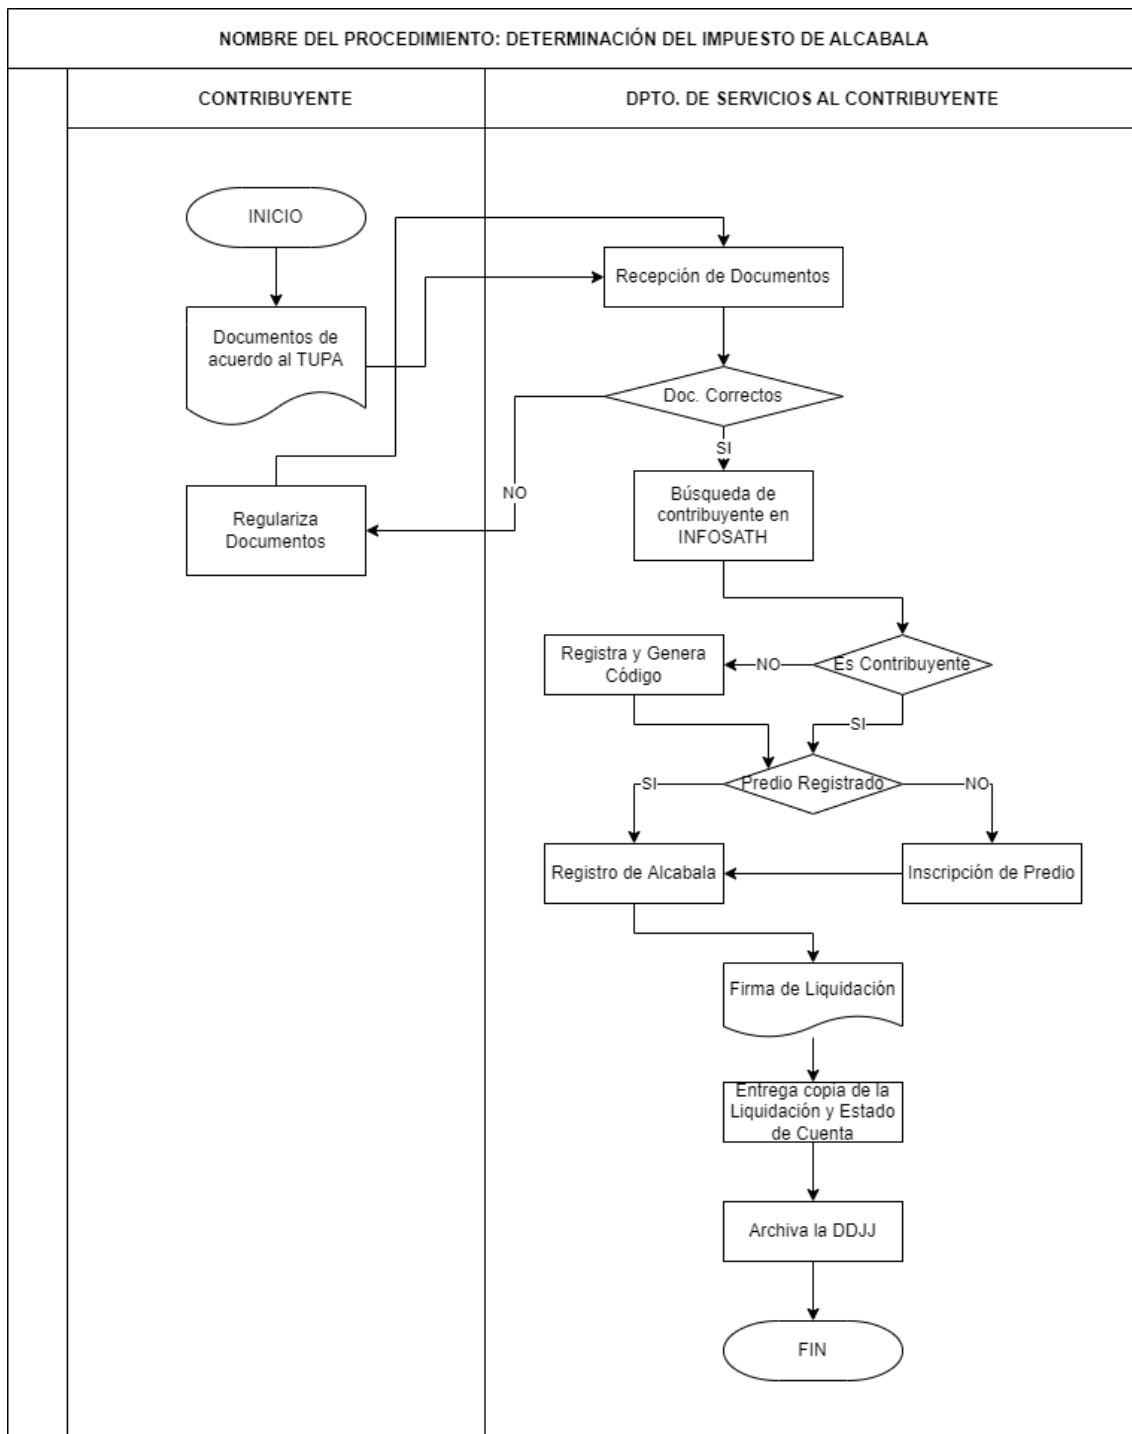 NOMBRE DEL PROCEDIMIENTO: DETERMINACIÓN DEL IMPUESTO DE ALCABALA
CONTRIBUYENTE
DPTO. DE SERVICIOS AL CONTRIBUYENTE
INICIO
Recepción de Documentos
Documentos de
acuerdo al TUPA
Doc. Correctos
SI
NO
Búsqueda de
contribuyente en
INFOSATH
Regulariza
Documentos
Registra y Genera
Código
NO
Es Contribuyente
SI
SI
Predio Registrado
NO
Registro de Alcabala
Inscripción de Predio
Firma de Liquidación
Entrega copia de la
Liquidación y Estado
de Cuenta
Archiva la DDJJ
FIN